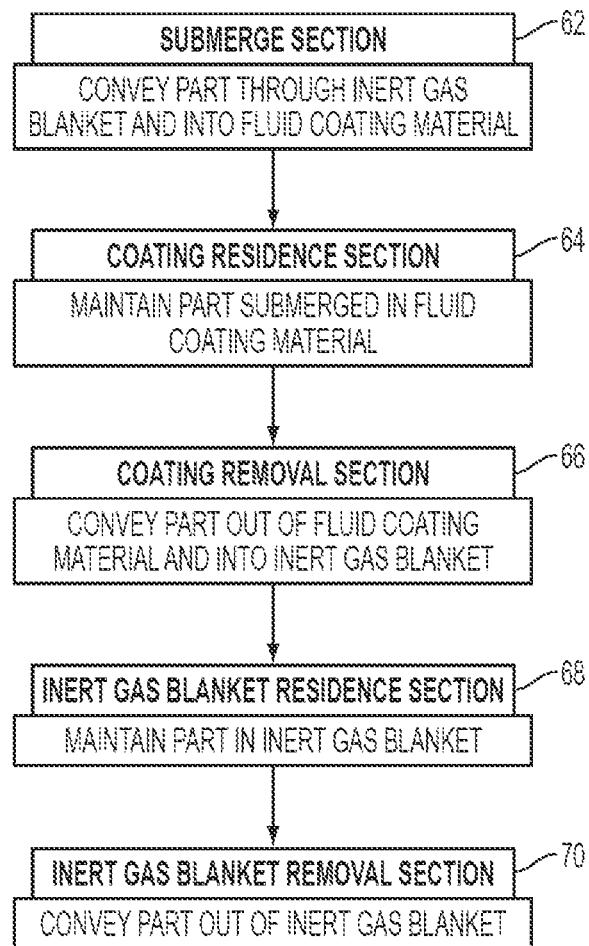 SUBMERGE SECTION
62
CONVEY PART THROUGH INERT GAS
BLANKET AND INTO FLUID COATING MATERIAL
COATING RESIDENCE SECTION
64
MAINTAIN PART SUBMERGED IN FLUID
COATING MATERIAL
COATING REMOVAL SECTION
66
CONVEY PART OUT OF FLUID COATING
MATERIAL AND INTO INERT GAS BLANKET
INERT GAS BLANKET RESIDENCE SECTION
68
MAINTAIN PART IN INERT GAS BLANKET
INERT GAS BLANKET REMOVAL SECTION
70
CONVEY PART OUT OF INERT GAS BLANKET